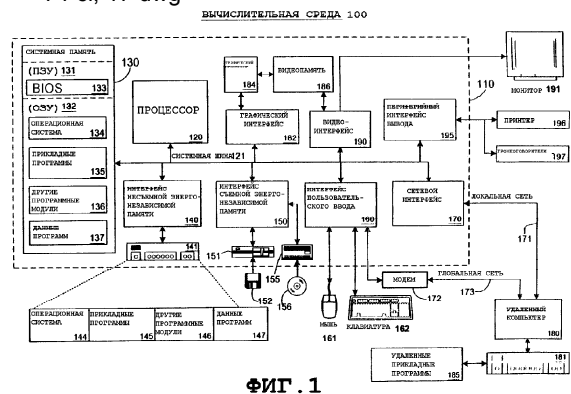 ВЫЧИСЛИТЕЛЬНАЯ СРЕДА 100
СИСТЕМНАЯ ПАМЯТЬ
130
(ПЗУ) 131
BIOS 133
(ОЗУ) 132
ОПЕРАЦИОННАЯ
СИСТЕМА 134
ПРИКЛАДНЫЕ
ПРОГРАММЫ
135
ДРУГИЕ
ПРОГРАММНЫЕ
МОДУЛИ 136
ДАННЫЕ
ПРОГРАММ 137
ПРОЦЕССОР
120
184
ВИДЕОПАМЯТЬ
186
ГРАФИЧЕСКИЙ
ИНТЕРФЕЙС
182
ВИДЕО-
ИНТЕРФЕЙС
190
ПЕРИФЕРИЙНЫЙ
ИНТЕРФЕЙС
ВЫВОДА
195
110
МОНИТОР 191
ПРИНТЕР 196
ГРОМКОГОВОРИТЕЛИ
197
СИСТЕМНАЯ ШИНА 121
ИНТЕРФЕЙС
НЕСЪЕМНОЙ ЭНЕРГО-
НЕЗАВИСИМОЙ
ПАМЯТИ 140
ИНТЕРФЕЙС
СЪЕМНОЙ ЭНЕРГО-
НЕЗАВИСИМОЙ
ПАМЯТИ 150
ИНТЕРФЕЙС
ПОЛЬЗОВАТЕЛЬ-
СКОГО ВВОДА
СЕТЕВОЙ
ИНТЕРФЕЙС 170
ЛОКАЛЬНАЯ СЕТЬ
171
141
151
155
152
156
МЫШЬ
161
КЛАВИАТУРА 162
МОДЕМ
172
ГЛОБАЛЬНАЯ СЕТЬ
173
УДАЛЕННЫЙ
КОМПЬЮТЕР
180
181
УДАЛЕННЫЕ
ПРИКЛАДНЫЕ
ПРОГРАММЫ 185
ОПЕРАЦИОННАЯ
СИСТЕМА
144
ПРИКЛАДНЫЕ
ПРОГРАММЫ
145
ДРУГИЕ
ПРОГРАММНЫЕ
МОДУЛИ 146
ДАННЫЕ
ПРОГРАММ
147
ФИГ.1